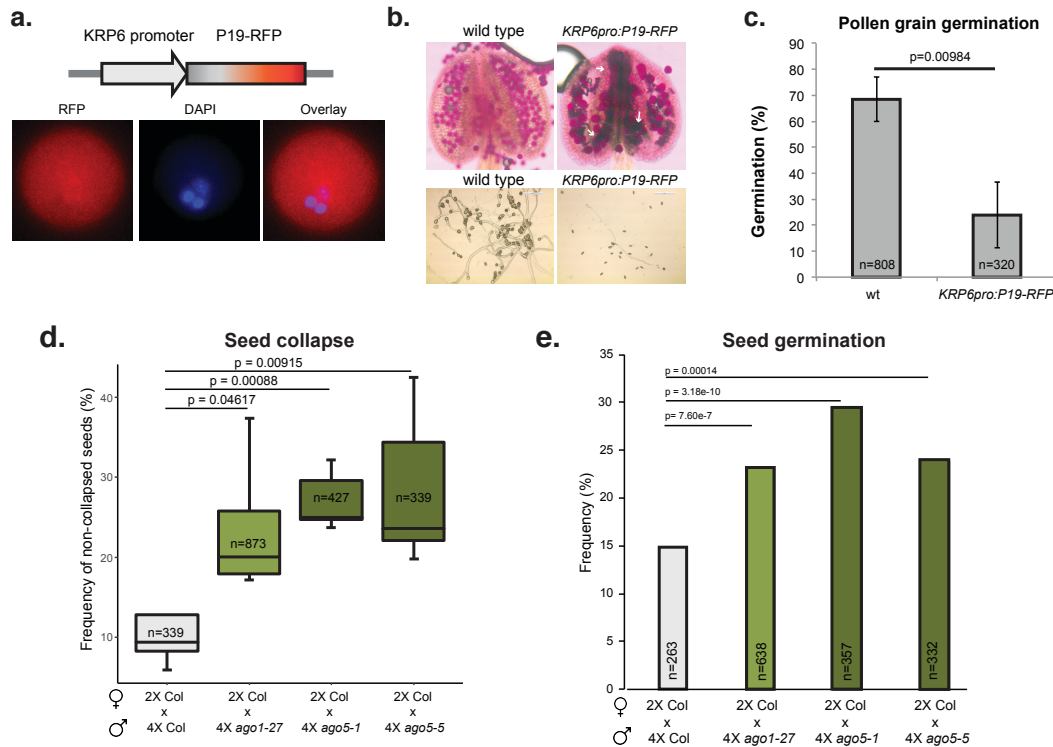 a.
KRP6 promoter P19-RFP
RFP DAPI Overlay
b.
wild type KRP6pro:P19-RFP
wild type KRP6pro:P19-RFP
c.
Pollen grain germination
p=0.00984
Germination (%)
90
80
70
60
50
40
30
20
10
0
n=808 n=320
wt KRP6pro:P19-RFP
d.
Seed collapse
p = 0.00915
p = 0.00088
p = 0.04617
Frequency of non-collapsed seeds (%)
40
30
20
10
n=339 n=873 n=427 n=339
♀ 2X Col 2X Col 2X Col 2X Col
x x x x
♂ 4X Col 4X ago1-27 4X ago5-1 4X ago5-5
e.
Seed germination
p = 0.00014
p = 3.18e-10
p= 7.60e-7
Frequency (%)
35
30
25
20
15
10
5
0
n=263 n=638 n=357 n=332
♀ 2X Col 2X Col 2X Col 2X Col
x x x x
♂ 4X Col 4X ago1-27 4X ago5-1 4X ago5-5